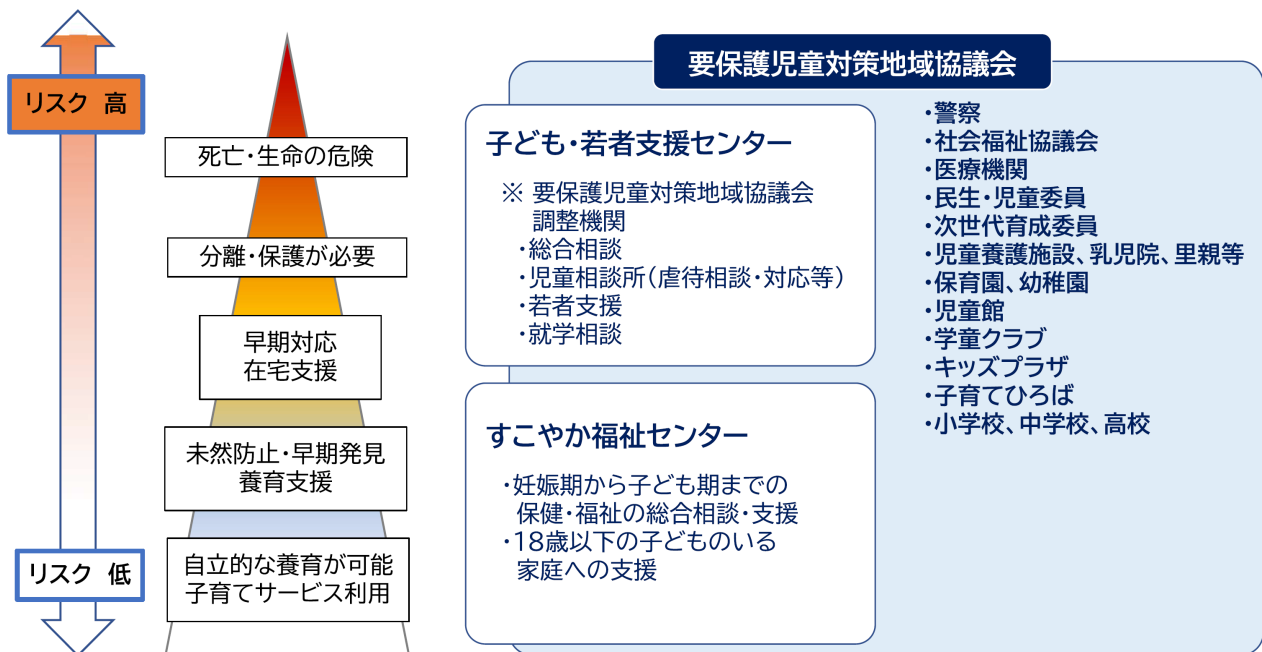 リスク 高
死亡・生命の危険
分離・保護が必要
早期対応
在宅支援
未然防止・早期発見
養育支援
自立的な養育が可能
子育てサービス利用
リスク 低
要保護児童対策地域協議会
子ども・若者支援センター
※ 要保護児童対策地域協議会
調整機関
・総合相談
・児童相談所(虐待相談・対応等)
・若者支援
・就学相談
すこやか福祉センター
・妊娠期から子ども期までの
保健・福祉の総合相談・支援
・18歳以下の子どものいる
家庭への支援
・警察
・社会福祉協議会
・医療機関
・民生・児童委員
・次世代育成委員
・児童養護施設、乳児院、里親等
・保育園、幼稚園
・児童館
・学童クラブ
・キッズプラザ
・子育てひろば
・小学校、中学校、高校